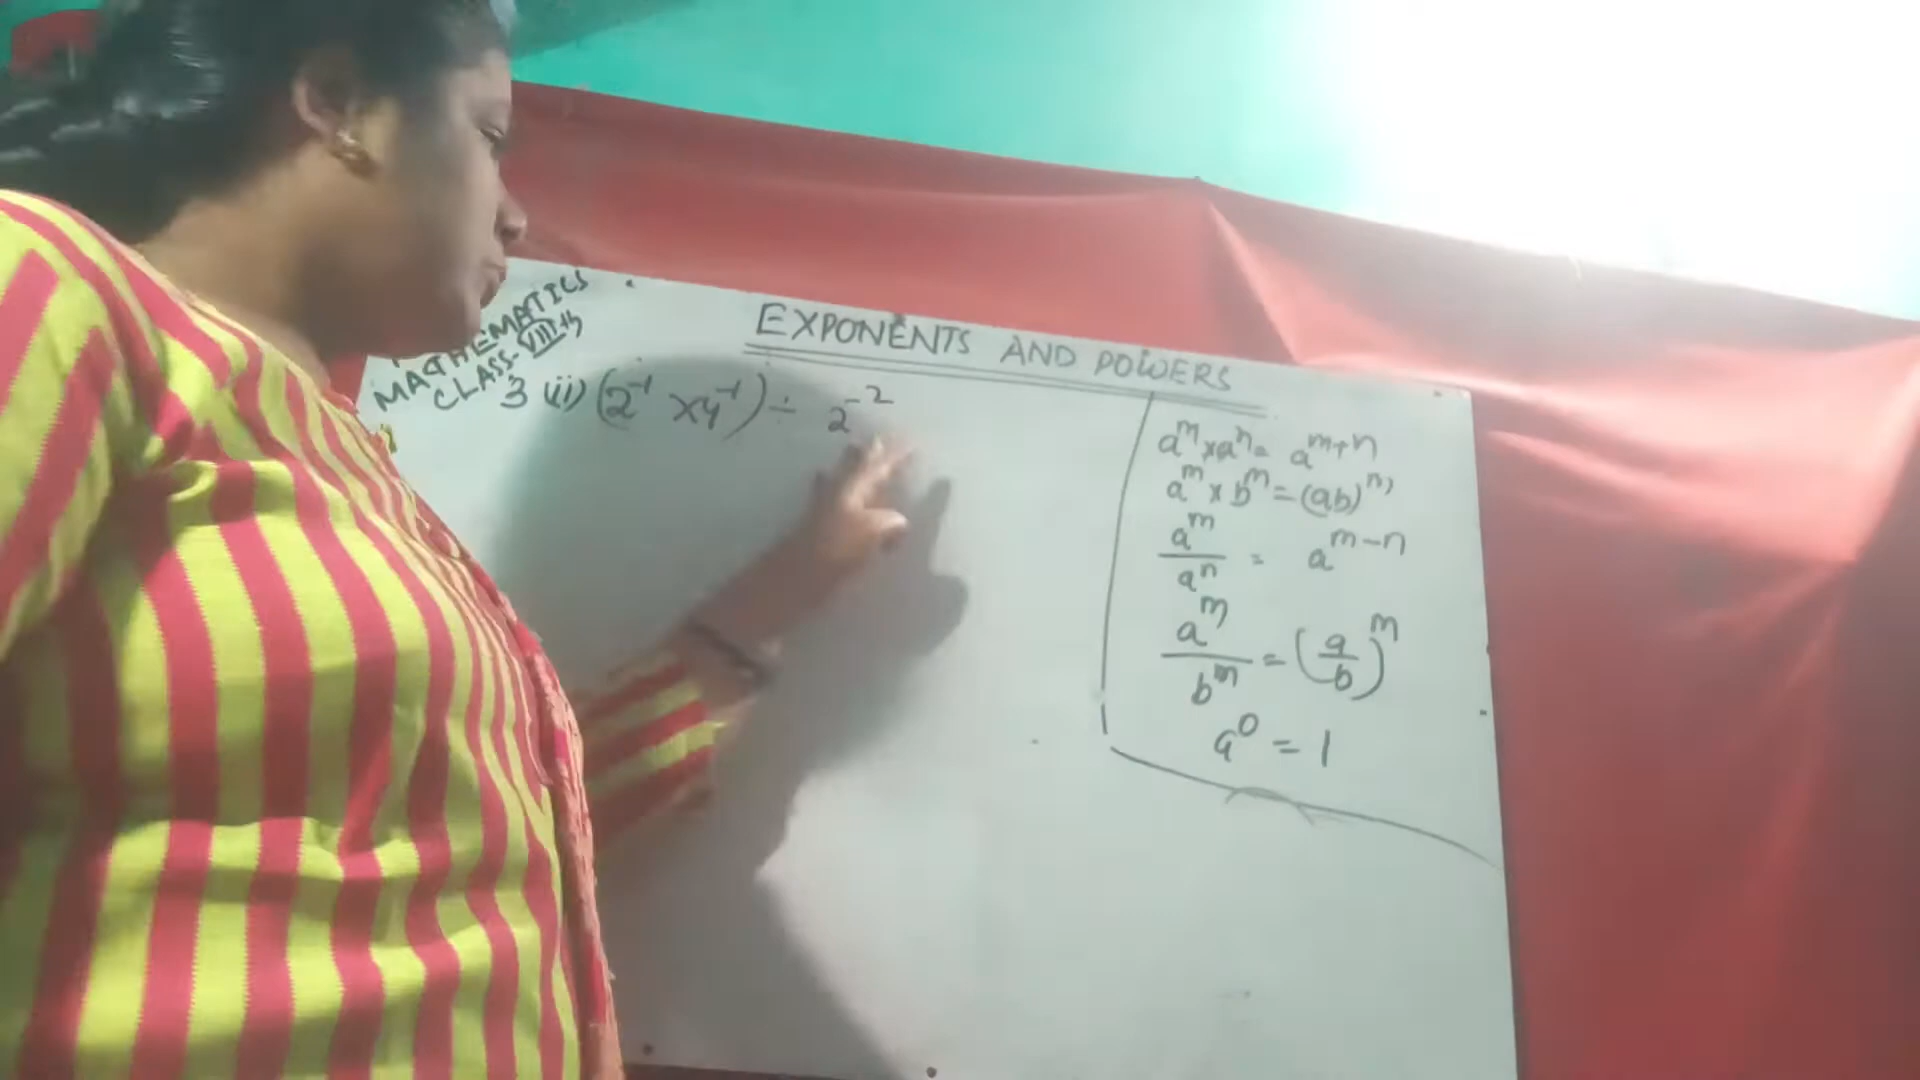 MATHEMATICS
CLASS-VIIIth
EXPONENTS AND POWERS
3 (ii) (2⁻¹ × 4⁻¹) ÷ 2⁻²
aᵐ × aⁿ = aᵐ⁺ⁿ
aᵐ × bᵐ = (ab)ᵐ
aᵐ/aⁿ = aᵐ⁻ⁿ
aᵐ/bᵐ = (a/b)ᵐ
a⁰ = 1